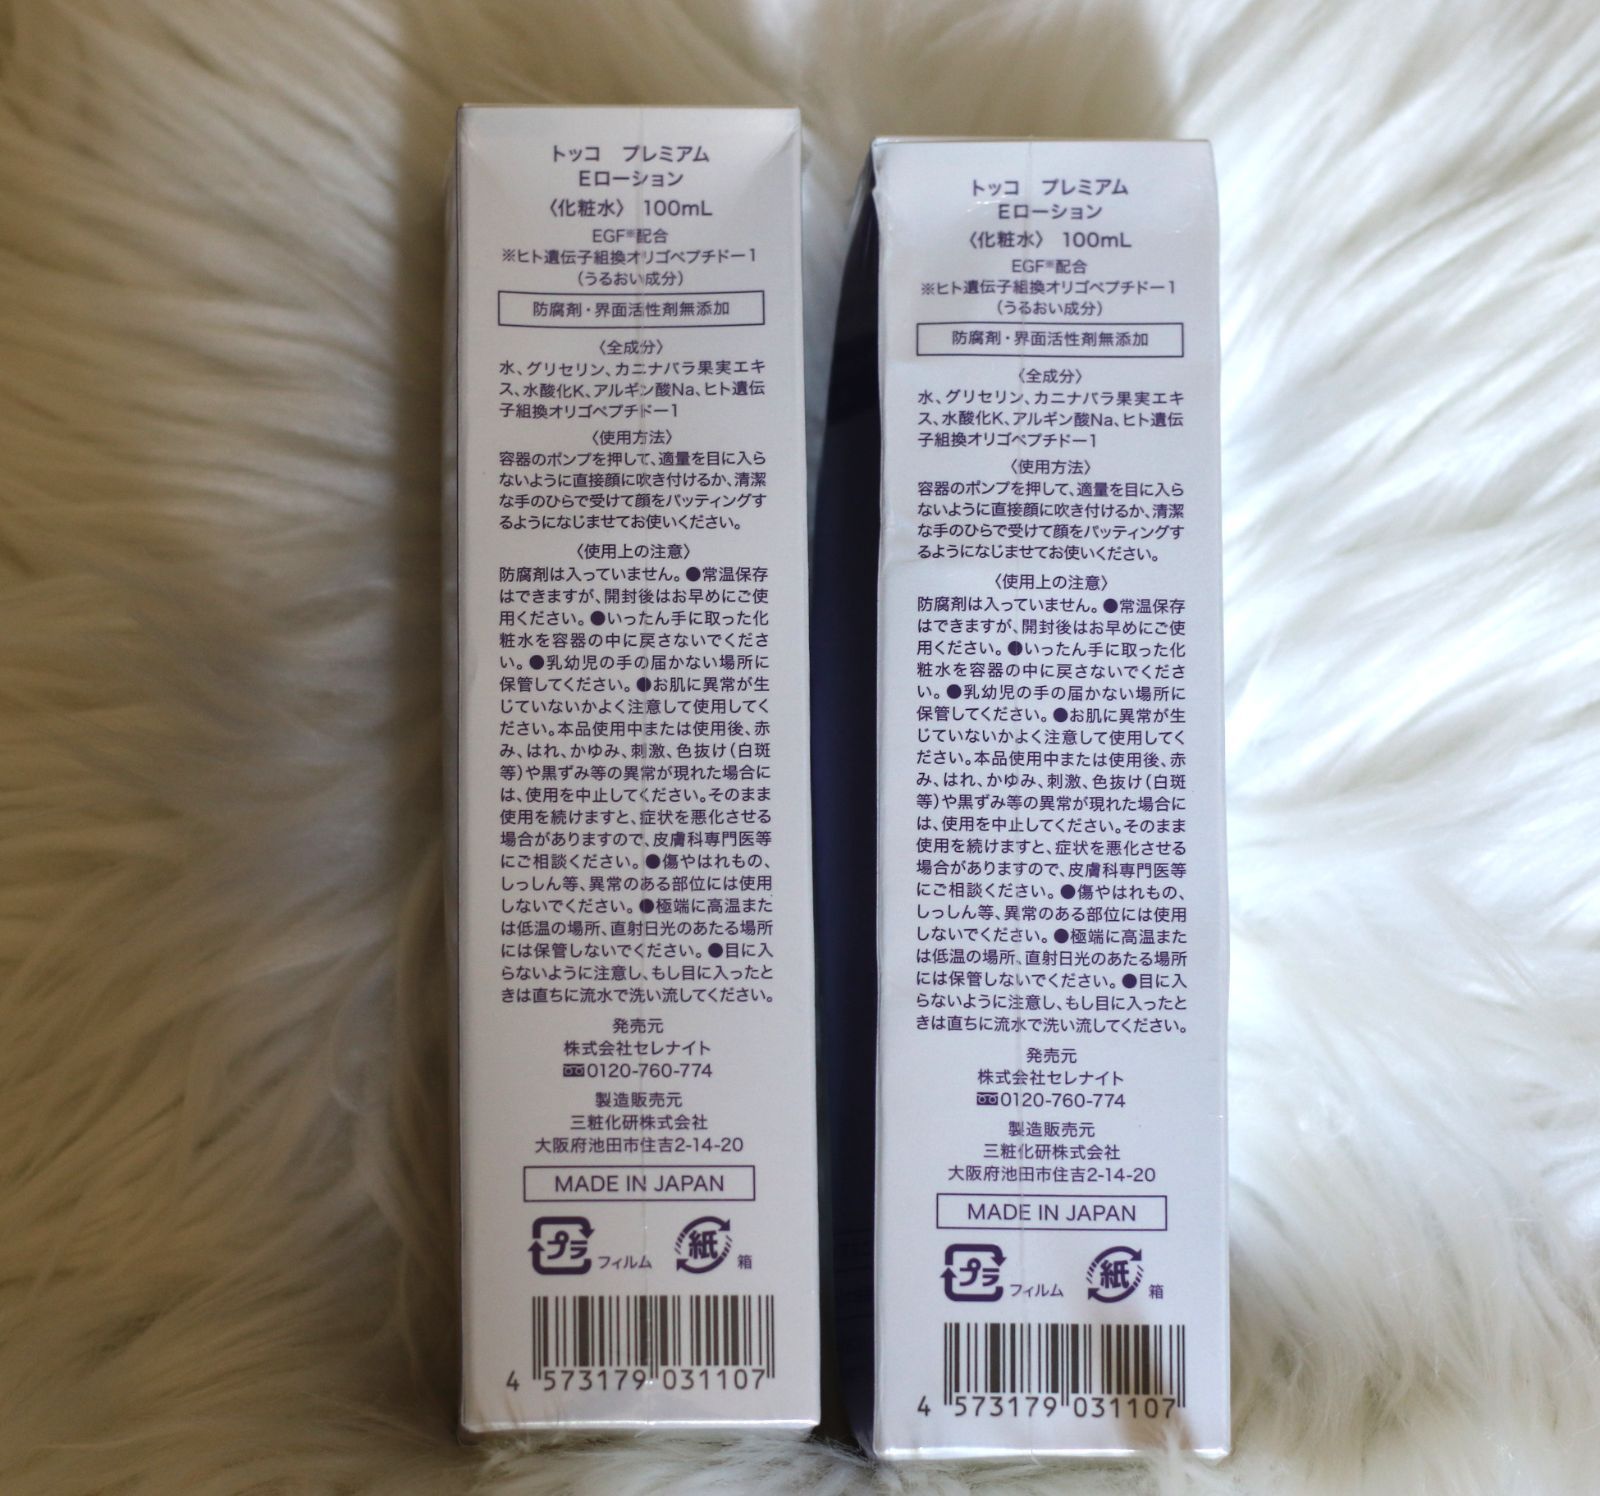 トッコ プレミアム
Eローション
〈化粧水〉 100mL
EGF※配合
※ヒト遺伝子組換オリゴペプチドー1
(うるおい成分)
防腐剤・界面活性剤無添加
〈全成分〉
水、グリセリン、カニナバラ果実エキ
ス、水酸化K、アルギン酸Na、ヒト遺伝
子組換オリゴペプチドー1
〈使用方法〉
容器のポンプを押して、適量を目に入ら
ないように直接顔に吹き付けるか、清潔
な手のひらで受けて顔をパッティングす
るようになじませてお使いください。
〈使用上の注意〉
防腐剤は入っていません。●常温保存
はできますが、開封後はお早めにご使
用ください。●いったん手に取った化
粧水を容器の中に戻さないでくださ
い。●乳幼児の手の届かない場所に
保管してください。●お肌に異常が生
じていないかよく注意して使用してく
ださい。本品使用中または使用後、赤
み、はれ、かゆみ、刺激、色抜け(白斑
等)や黒ずみ等の異常が現れた場合に
は、使用を中止してください。そのまま
使用を続けますと、症状を悪化させる
場合がありますので、皮膚科専門医等
にご相談ください。●傷やはれもの、
しっしん等、異常のある部位には使用
しないでください。●極端に高温また
は低温の場所、直射日光のあたる場所
には保管しないでください。●目に入
らないように注意し、もし目に入ったと
きは直ちに流水で洗い流してください。
発売元
株式会社セレナイト
0120-760-774
製造販売元
三粧化研株式会社
大阪府池田市住吉2-14-20
MADE IN JAPAN
プラ フィルム 紙 箱
4 573179 031107
トッコ プレミアム
Eローション
〈化粧水〉 100mL
EGF※配合
※ヒト遺伝子組換オリゴペプチドー1
(うるおい成分)
防腐剤・界面活性剤無添加
〈全成分〉
水、グリセリン、カニナバラ果実エキ
ス、水酸化K、アルギン酸Na、ヒト遺伝
子組換オリゴペプチドー1
〈使用方法〉
容器のポンプを押して、適量を目に入ら
ないように直接顔に吹き付けるか、清潔
な手のひらで受けて顔をパッティングす
るようになじませてお使いください。
〈使用上の注意〉
防腐剤は入っていません。●常温保存
はできますが、開封後はお早めにご使
用ください。●いったん手に取った化
粧水を容器の中に戻さないでくださ
い。●乳幼児の手の届かない場所に
保管してください。●お肌に異常が生
じていないかよく注意して使用してく
ださい。本品使用中または使用後、赤
み、はれ、かゆみ、刺激、色抜け(白斑
等)や黒ずみ等の異常が現れた場合に
は、使用を中止してください。そのまま
使用を続けますと、症状を悪化させる
場合がありますので、皮膚科専門医等
にご相談ください。●傷やはれもの、
しっしん等、異常のある部位には使用
しないでください。●極端に高温また
は低温の場所、直射日光のあたる場所
には保管しないでください。●目に入
らないように注意し、もし目に入ったと
きは直ちに流水で洗い流してください。
発売元
株式会社セレナイト
0120-760-774
製造販売元
三粧化研株式会社
大阪府池田市住吉2-14-20
MADE IN JAPAN
プラ フィルム 紙 箱
4 573179 031107